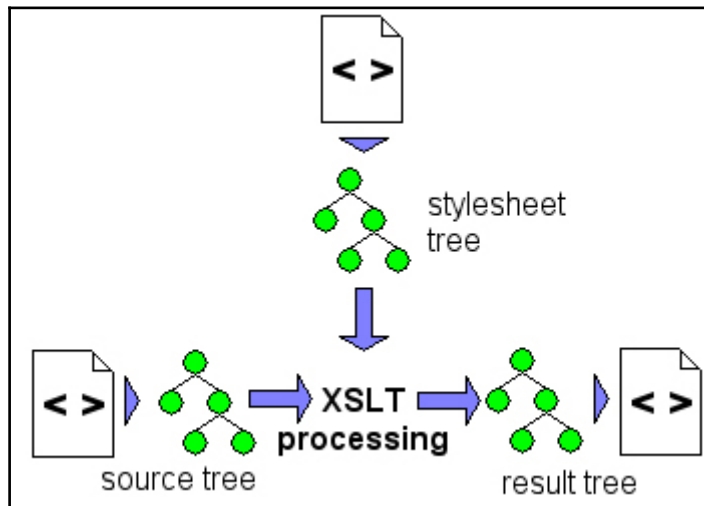 < >
stylesheet
tree
< >
XSLT
processing
< >
source tree
result tree